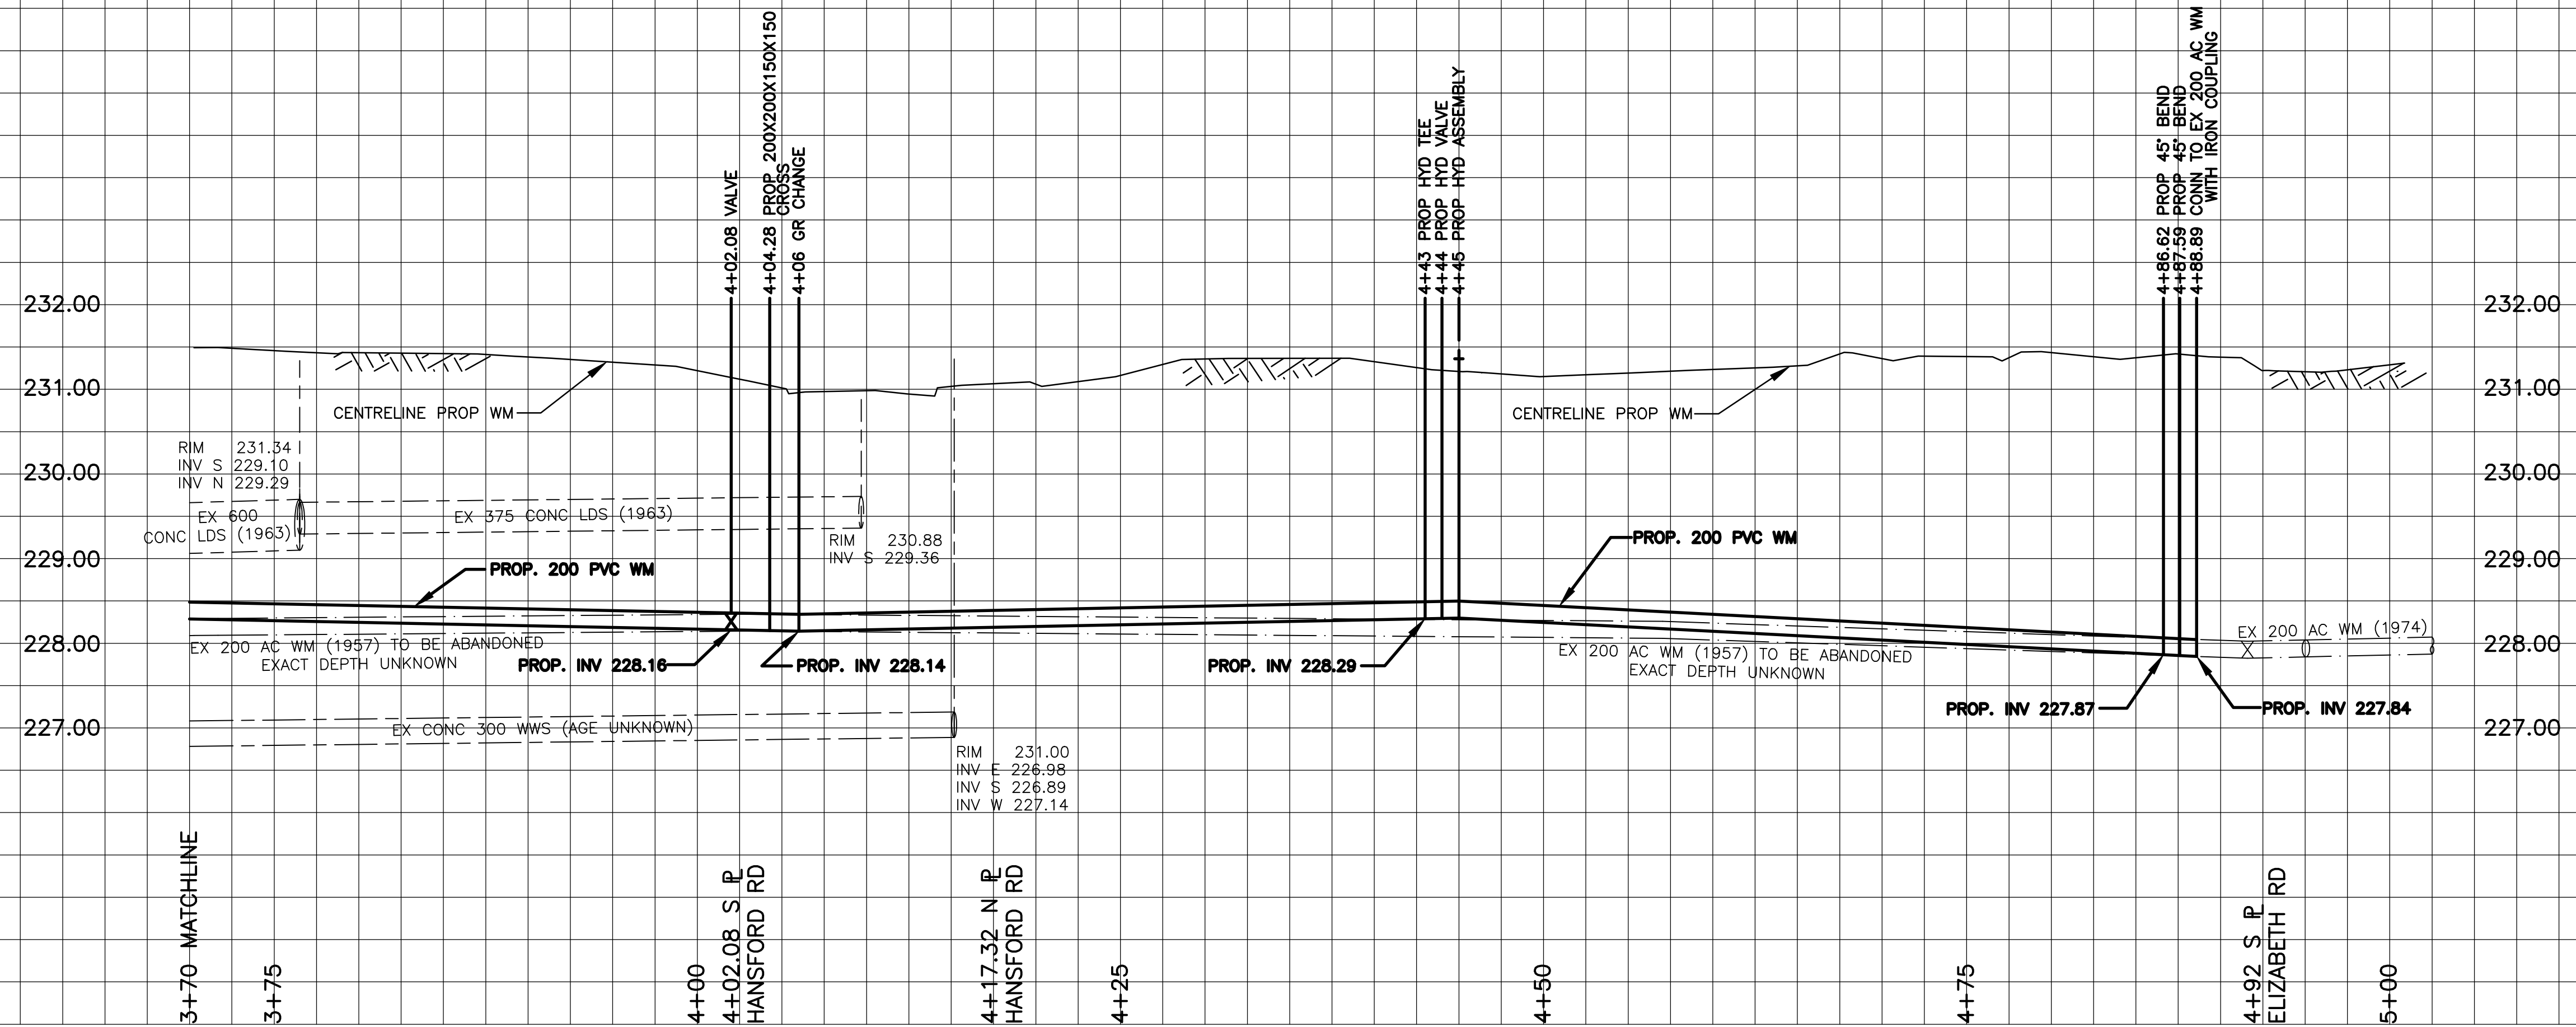 4+02.08 VALVE
4+04.28 PROP 200X200X150X150
CROSS
4+06 GR CHANGE
4+43 PROP HYD TEE
4+44 PROP HYD VALVE
4+45 PROP HYD ASSEMBLY
4+86.62 PROP 45° BEND
4+87.59 PROP 45° BEND
4+88.89 CONN TO EX 200 AC WM
WITH IRON COUPLING
232.00
232.00
231.00
231.00
CENTRELINE PROP WM
CENTRELINE PROP WM
RIM 231.34
INV S 229.10
INV N 229.29
230.00
230.00
EX 600
CONC LDS (1963)
EX 375 CONC LDS (1963)
RIM 230.88
INV S 229.36
PROP. 200 PVC WM
229.00
229.00
PROP. 200 PVC WM
228.00
228.00
EX 200 AC WM (1957) TO BE ABANDONED
EXACT DEPTH UNKNOWN
PROP. INV 228.16
PROP. INV 228.14
PROP. INV 228.29
EX 200 AC WM (1957) TO BE ABANDONED
EXACT DEPTH UNKNOWN
EX 200 AC WM (1974)
PROP. INV 227.87
PROP. INV 227.84
227.00
227.00
EX CONC 300 WWS (AGE UNKNOWN)
RIM 231.00
INV E 226.98
INV S 226.89
INV W 227.14
3+70 MATCHLINE
3+75
4+00
4+02.08 S PL
HANSFORD RD
4+17.32 N PL
HANSFORD RD
4+25
4+50
4+75
4+92 S PL
ELIZABETH RD
5+00